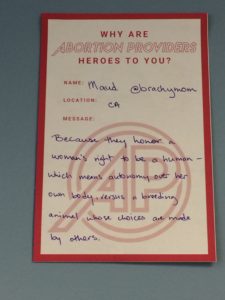 WHY ARE
ABORTION PROVIDERS
HEROES TO YOU?
NAME: Maud @brachymom
LOCATION: CA
MESSAGE:
Because they honor a
woman's right to be a human –
which means autonomy over her
own body, versus a breeding
animal whose choices are made
by others.
AP